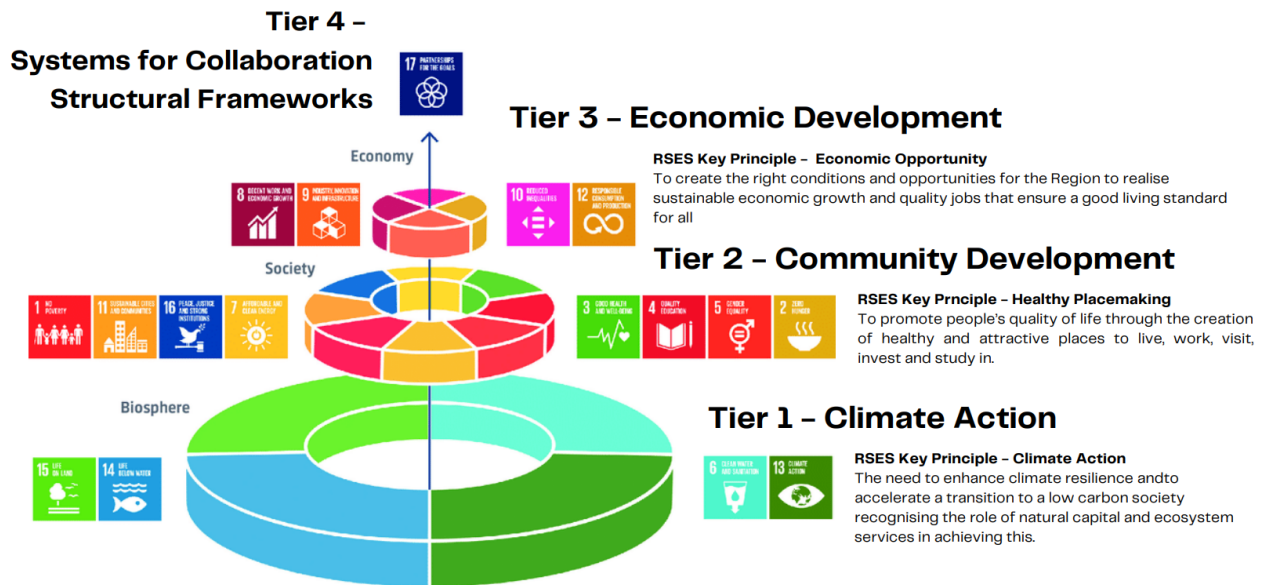 Tier 4 –
Systems for Collaboration
Structural Frameworks
17 PARTNERSHIPS
FOR THE GOALS
Tier 3 – Economic Development
Economy
RSES Key Principle – Economic Opportunity
To create the right conditions and opportunities for the Region to realise
sustainable economic growth and quality jobs that ensure a good living standard
for all
8 DECENT WORK AND
ECONOMIC GROWTH
9 INDUSTRY, INNOVATION
AND INFRASTRUCTURE
10 REDUCED
INEQUALITIES
12 RESPONSIBLE
CONSUMPTION
AND PRODUCTION
Tier 2 – Community Development
Society
1 NO
POVERTY
11 SUSTAINABLE CITIES
AND COMMUNITIES
16 PEACE, JUSTICE
AND STRONG
INSTITUTIONS
7 AFFORDABLE AND
CLEAN ENERGY
3 GOOD HEALTH
AND WELL-BEING
4 QUALITY
EDUCATION
5 GENDER
EQUALITY
2 ZERO
HUNGER
RSES Key Prnciple – Healthy Placemaking
To promote people's quality of life through the creation
of healthy and attractive places to live, work, visit,
invest and study in.
Biosphere
Tier 1 – Climate Action
15 LIFE
ON LAND
14 LIFE
BELOW WATER
6 CLEAN WATER
AND SANITATION
13 CLIMATE
ACTION
RSES Key Principle – Climate Action
The need to enhance climate resilience andto
accelerate a transition to a low carbon society
recognising the role of natural capital and ecosystem
services in achieving this.